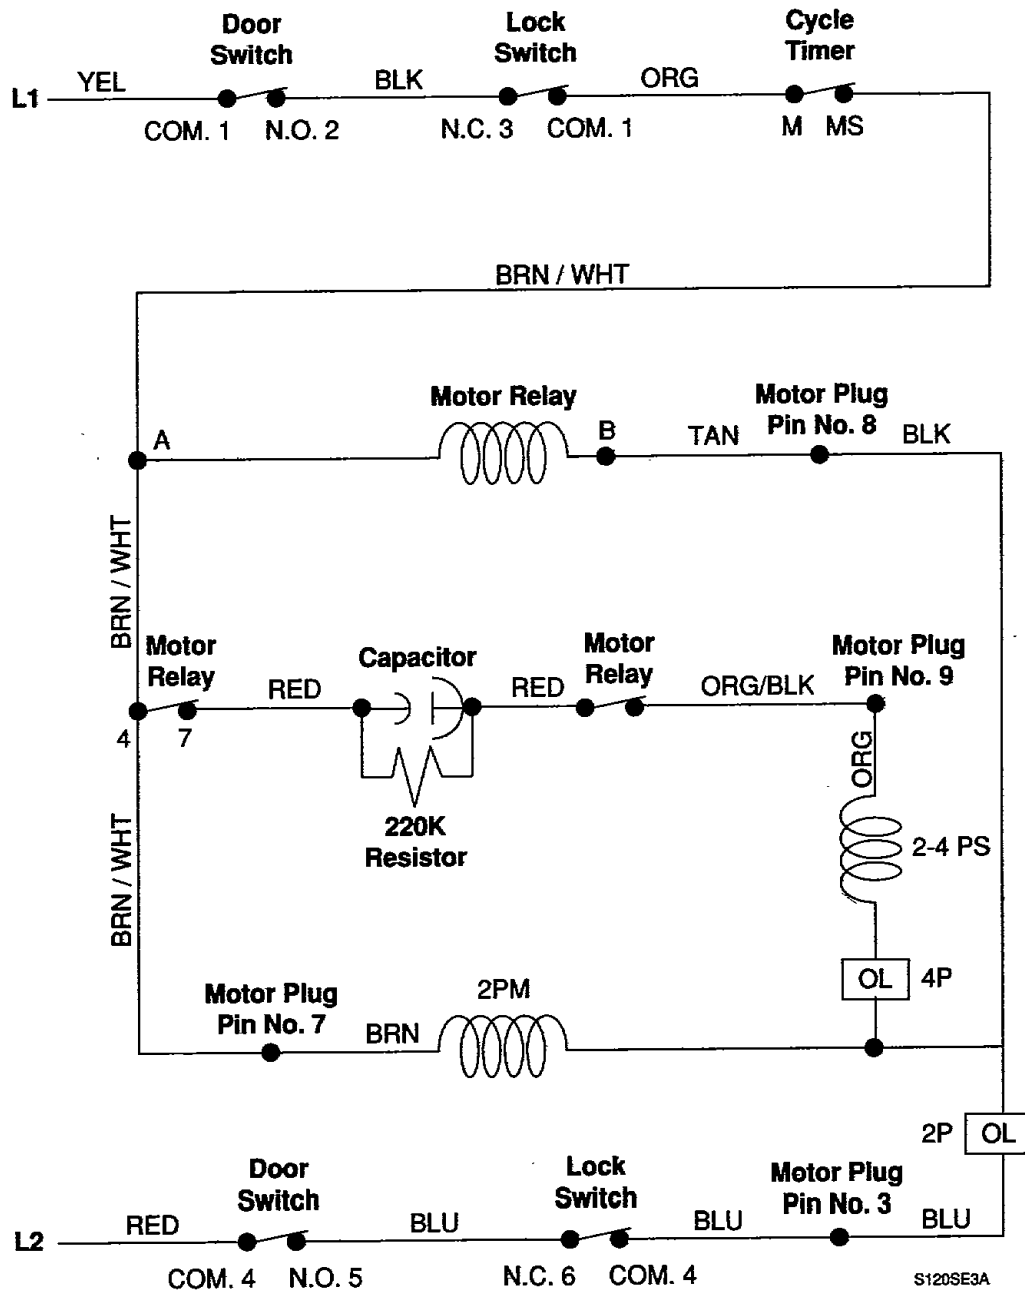 Door
Switch
Lock
Switch
Cycle
Timer
L1
YEL
BLK
ORG
COM. 1
N.O. 2
N.C. 3
COM. 1
M
MS
BRN / WHT
Motor Relay
Motor Plug
Pin No. 8
A
B
TAN
BLK
BRN / WHT
Motor
Relay
Capacitor
Motor
Relay
Motor Plug
Pin No. 9
RED
RED
ORG/BLK
4
7
ORG
220K
Resistor
2-4 PS
BRN / WHT
OL
4P
Motor Plug
Pin No. 7
2PM
BRN
2P
OL
Door
Switch
Lock
Switch
Motor Plug
Pin No. 3
L2
RED
BLU
BLU
BLU
COM. 4
N.O. 5
N.C. 6
COM. 4
S120SE3A